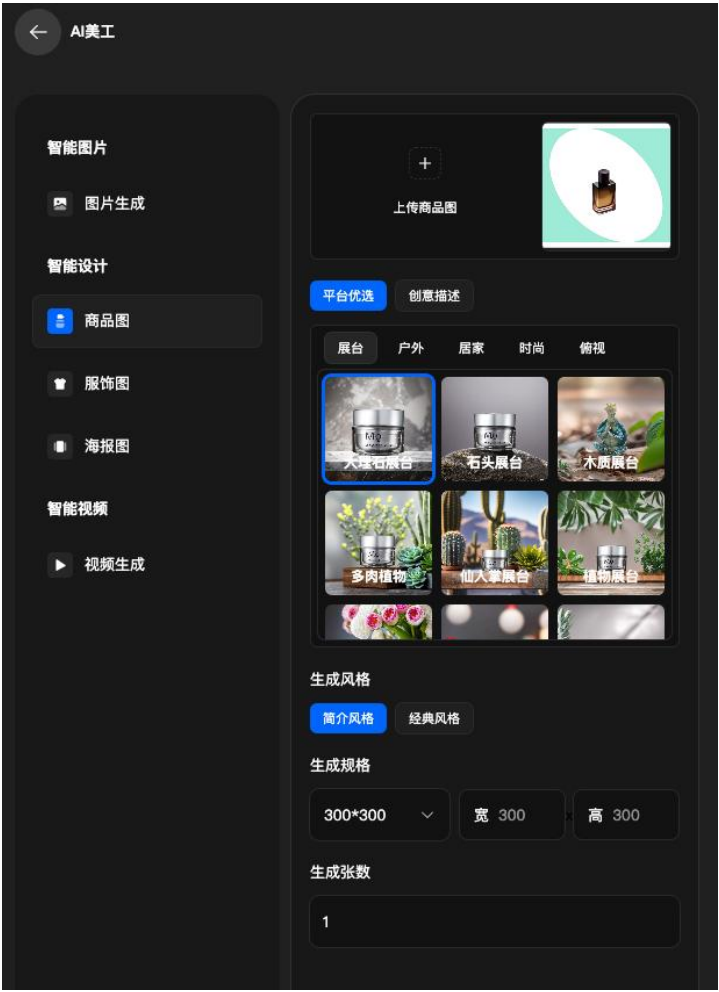 AI美工
智能图片
图片生成
智能设计
商品图
服饰图
海报图
智能视频
视频生成
+
上传商品图
平台优选 创意描述
展台 户外 居家 时尚 俯视
大理石展台 石头展台 木质展台
多肉植物 仙人掌展台 植物展台
生成风格
简介风格 经典风格
生成规格
300*300 宽 300 x 高 300
生成张数
1